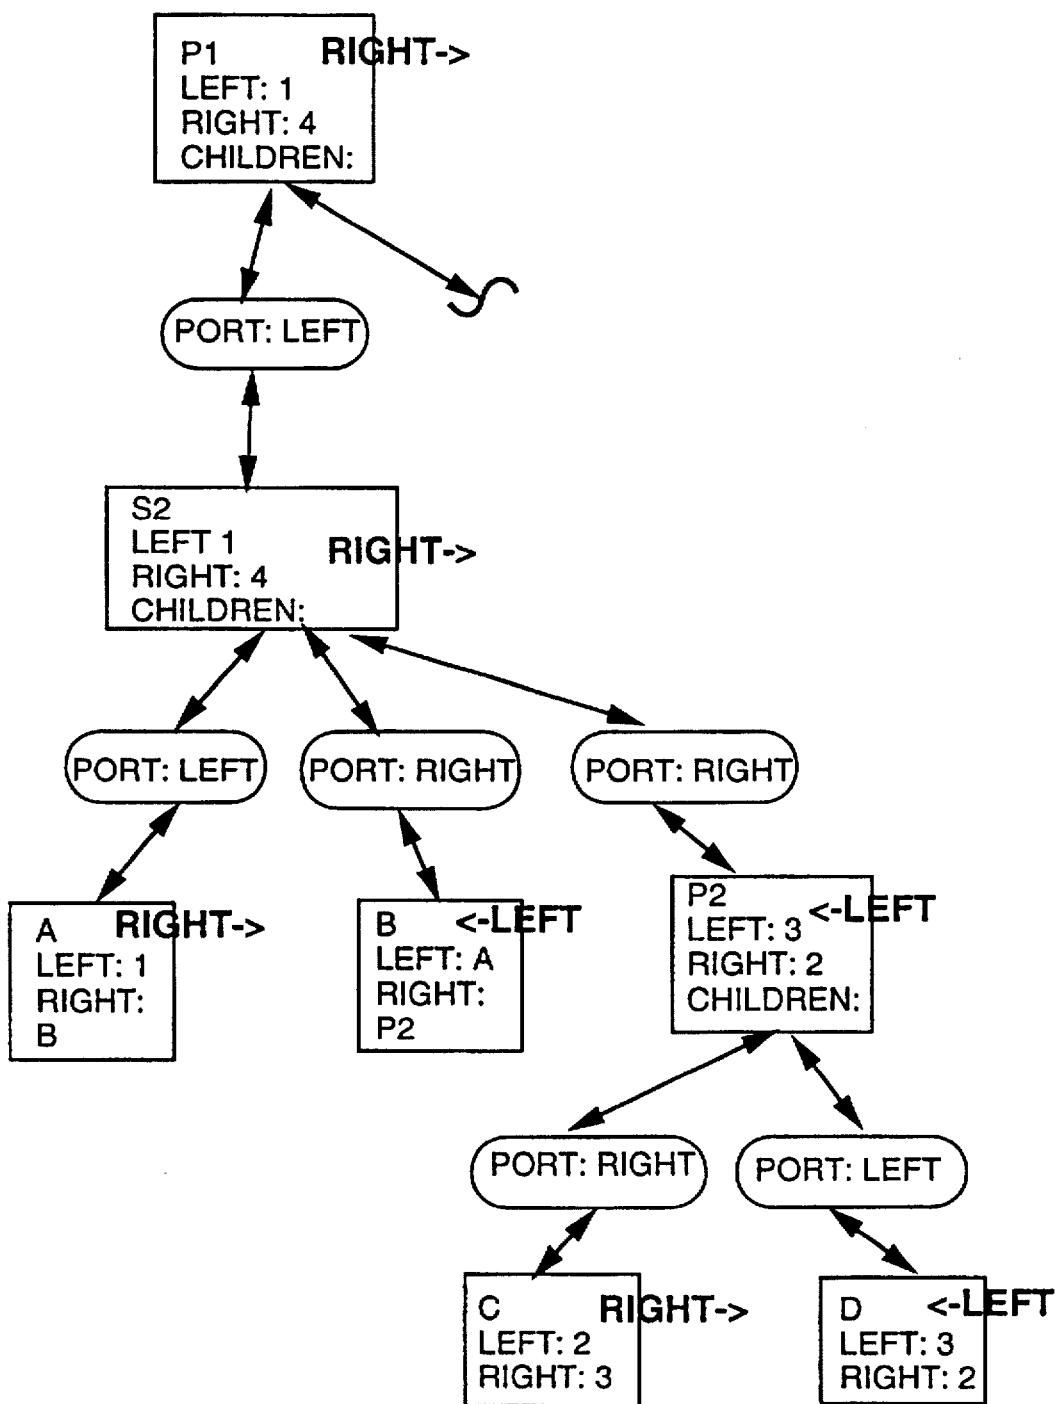 P1 RIGHT->
LEFT: 1
RIGHT: 4
CHILDREN:
PORT: LEFT
S2
LEFT 1
RIGHT->
RIGHT: 4
CHILDREN:
PORT: LEFT
PORT: RIGHT
PORT: RIGHT
A RIGHT->
LEFT: 1
RIGHT:
B
B <-LEFT
LEFT: A
RIGHT:
P2
P2
<-LEFT
LEFT: 3
RIGHT: 2
CHILDREN:
PORT: RIGHT
PORT: LEFT
C RIGHT->
LEFT: 2
RIGHT: 3
D <-LEFT
LEFT: 3
RIGHT: 2